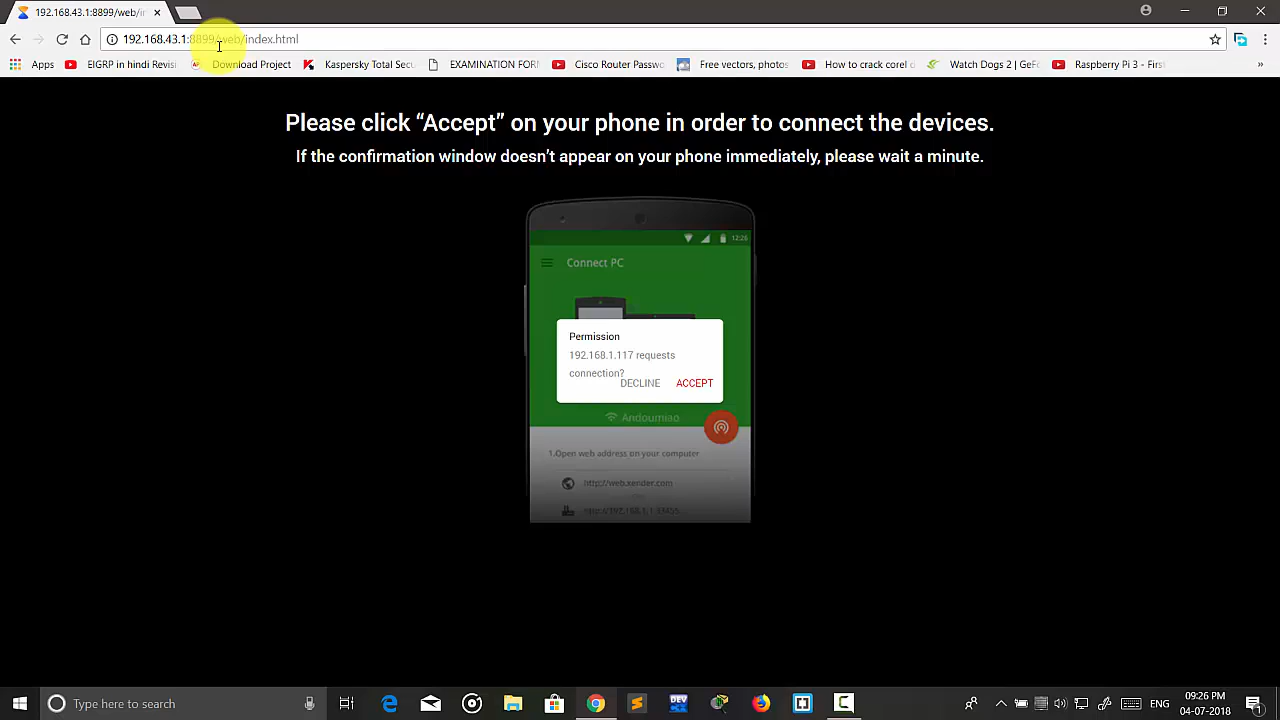 192.168.43.1:8899/web/in
192.168.43.1:8899/web/index.html
Apps
EIGRP in hindi Revisi
Download Project
Kaspersky Total Secu
EXAMINATION FOR
Cisco Router Passwo
Free vectors, photos
How to crack corel d
Watch Dogs 2 | GeFo
Raspberry Pi 3 - First
»
Please click “Accept” on your phone in order to connect the devices.
If the confirmation window doesn’t appear on your phone immediately, please wait a minute.
12:26
Connect PC
Permission
192.168.1.117 requests
connection?
DECLINE ACCEPT
Andoumiao
1.Open web address on your computer
http://web.xender.com
Type here to search
DEV
ENG
09:26 PM
04-07-2018
1